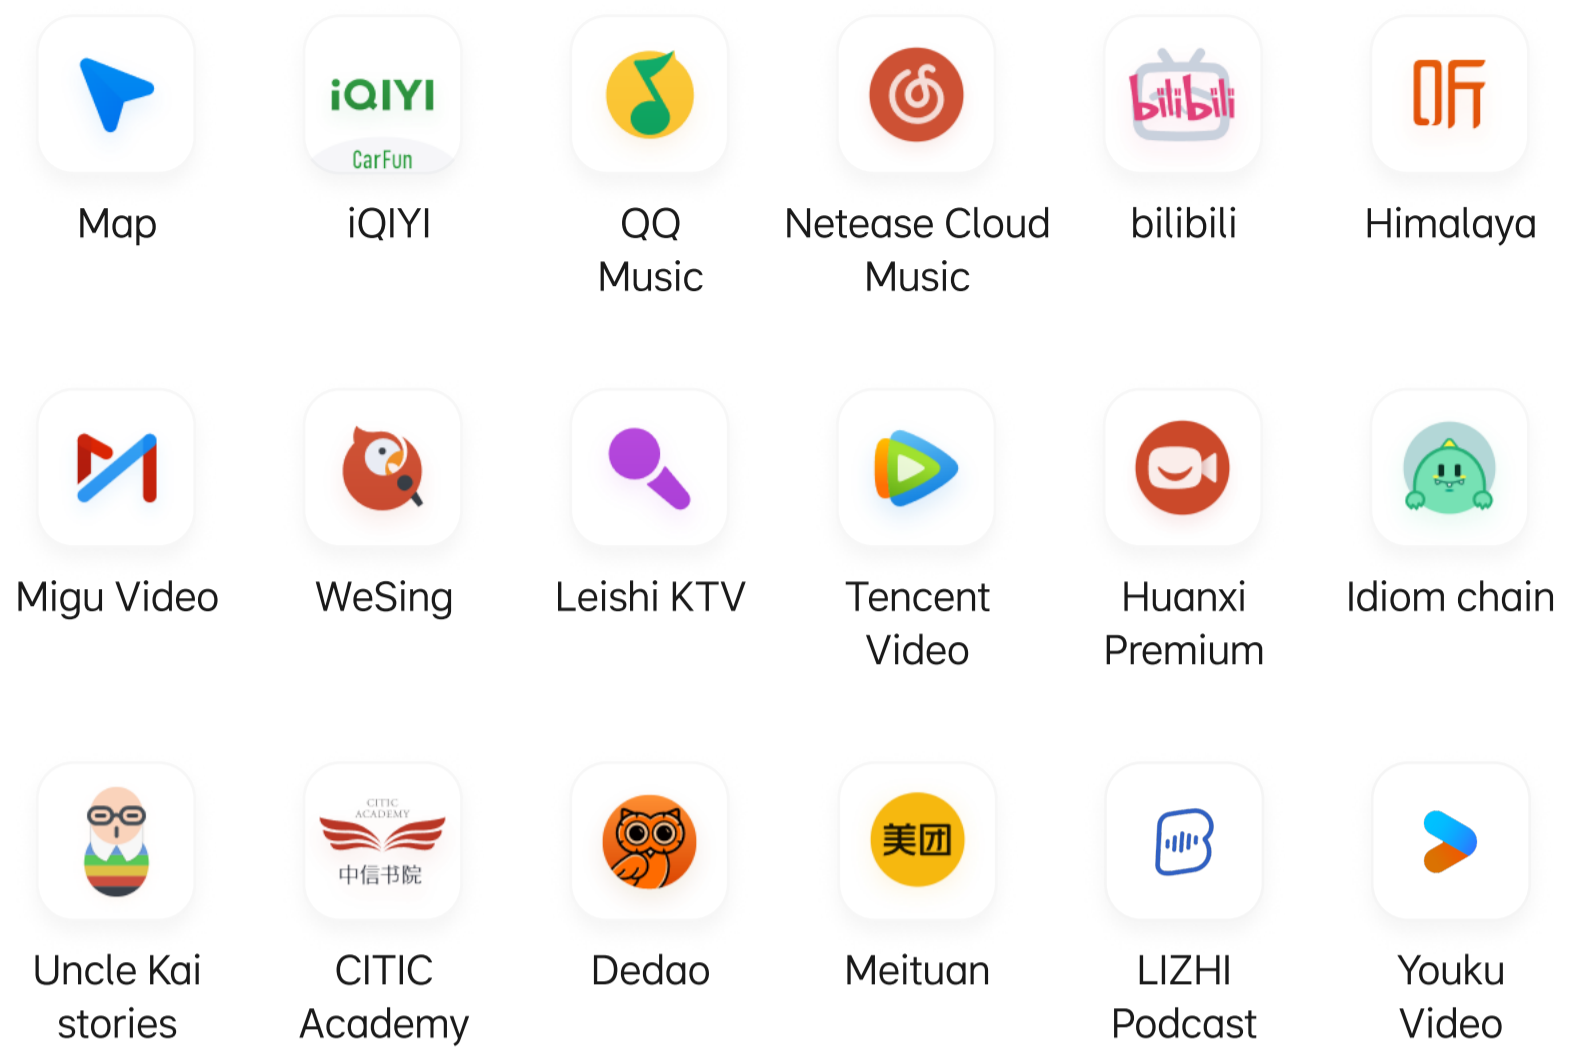 iQIYI
CarFun
bilibili
听
Map
iQIYI
QQ
Music
Netease Cloud
Music
bilibili
Himalaya
Migu Video
WeSing
Leishi KTV
Tencent
Video
Huanxi
Premium
Idiom chain
CITIC
ACADEMY
中信书院
美团
Uncle Kai
stories
CITIC
Academy
Dedao
Meituan
LIZHI
Podcast
Youku
Video